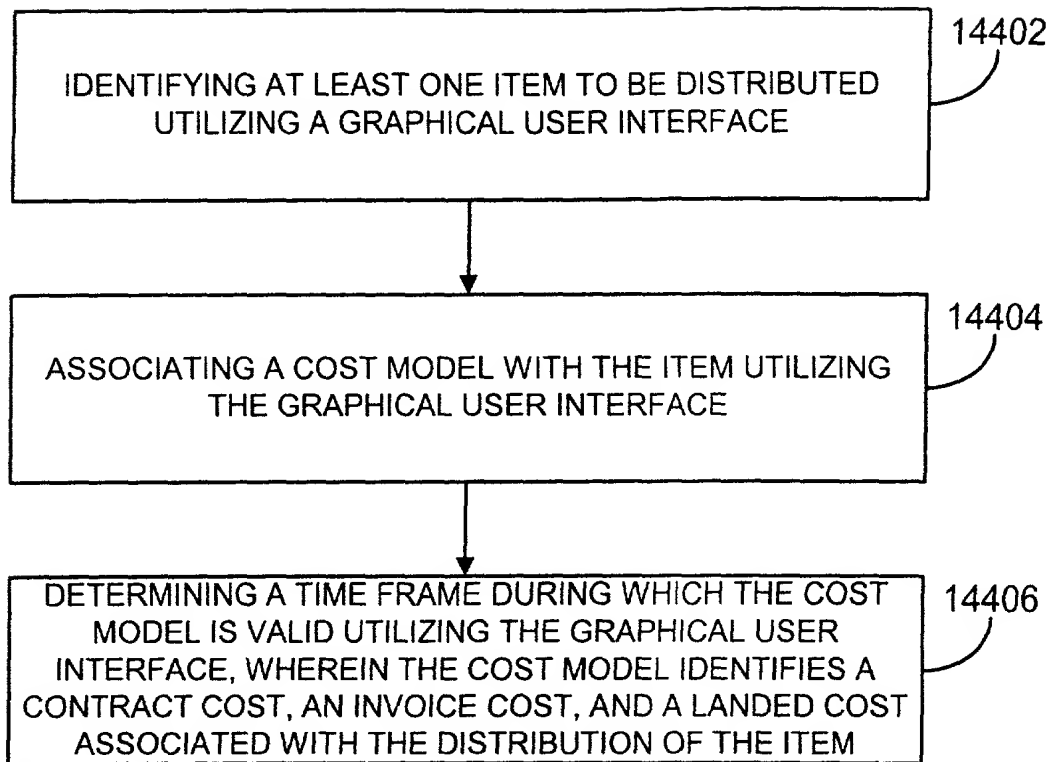 14402
IDENTIFYING AT LEAST ONE ITEM TO BE DISTRIBUTED
UTILIZING A GRAPHICAL USER INTERFACE
14404
ASSOCIATING A COST MODEL WITH THE ITEM UTILIZING
THE GRAPHICAL USER INTERFACE
14406
DETERMINING A TIME FRAME DURING WHICH THE COST
MODEL IS VALID UTILIZING THE GRAPHICAL USER
INTERFACE, WHEREIN THE COST MODEL IDENTIFIES A
CONTRACT COST, AN INVOICE COST, AND A LANDED COST
ASSOCIATED WITH THE DISTRIBUTION OF THE ITEM